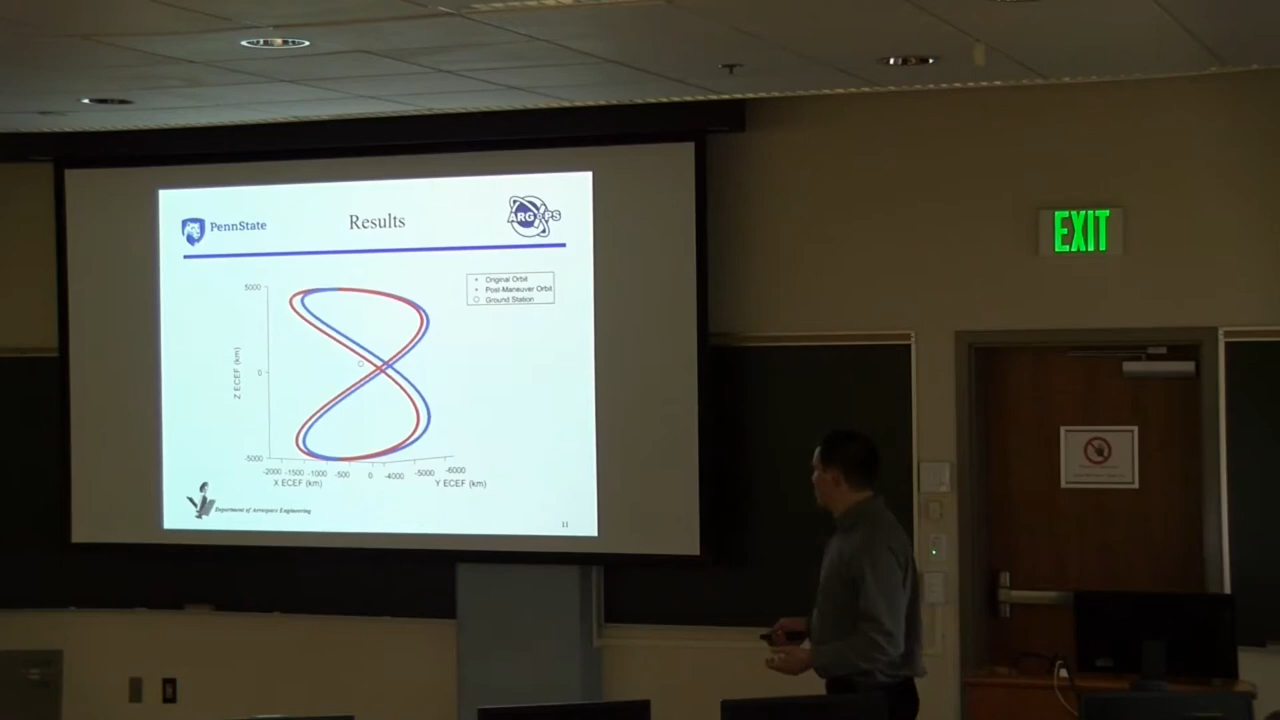 PennState
Results
ARGOPS
Original Orbit
Post-Maneuver Orbit
Ground Station
5000
0
-5000
Z ECEF (km)
-2000 -1500 -1000 -500 0 -4000 -5000 -6000
X ECEF (km) Y ECEF (km)
Department of Aerospace Engineering
11
EXIT